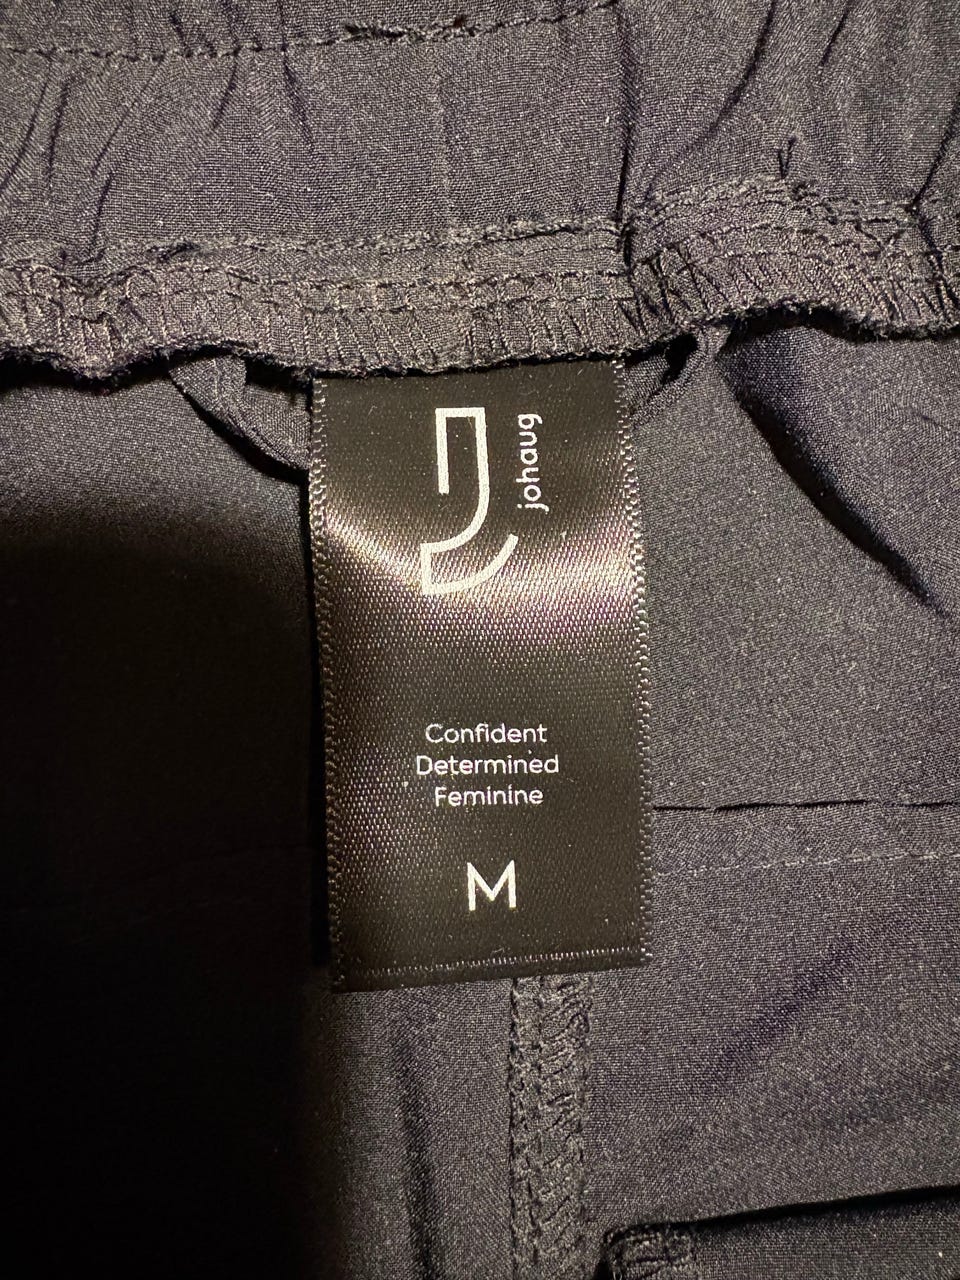 johaug
Confident
Determined
Feminine
M